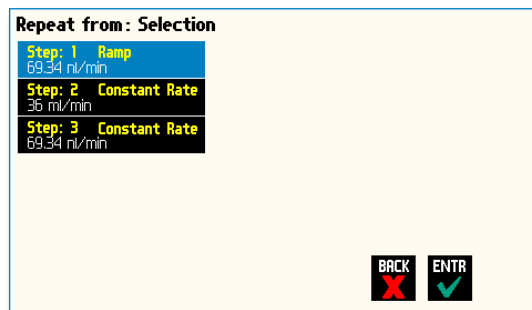 Repeat from: Selection
Step: 1 Ramp
69.34 nl/min
Step: 2 Constant Rate
36 ml/min
Step: 3 Constant Rate
69.34 nl/min
BACK ENTR